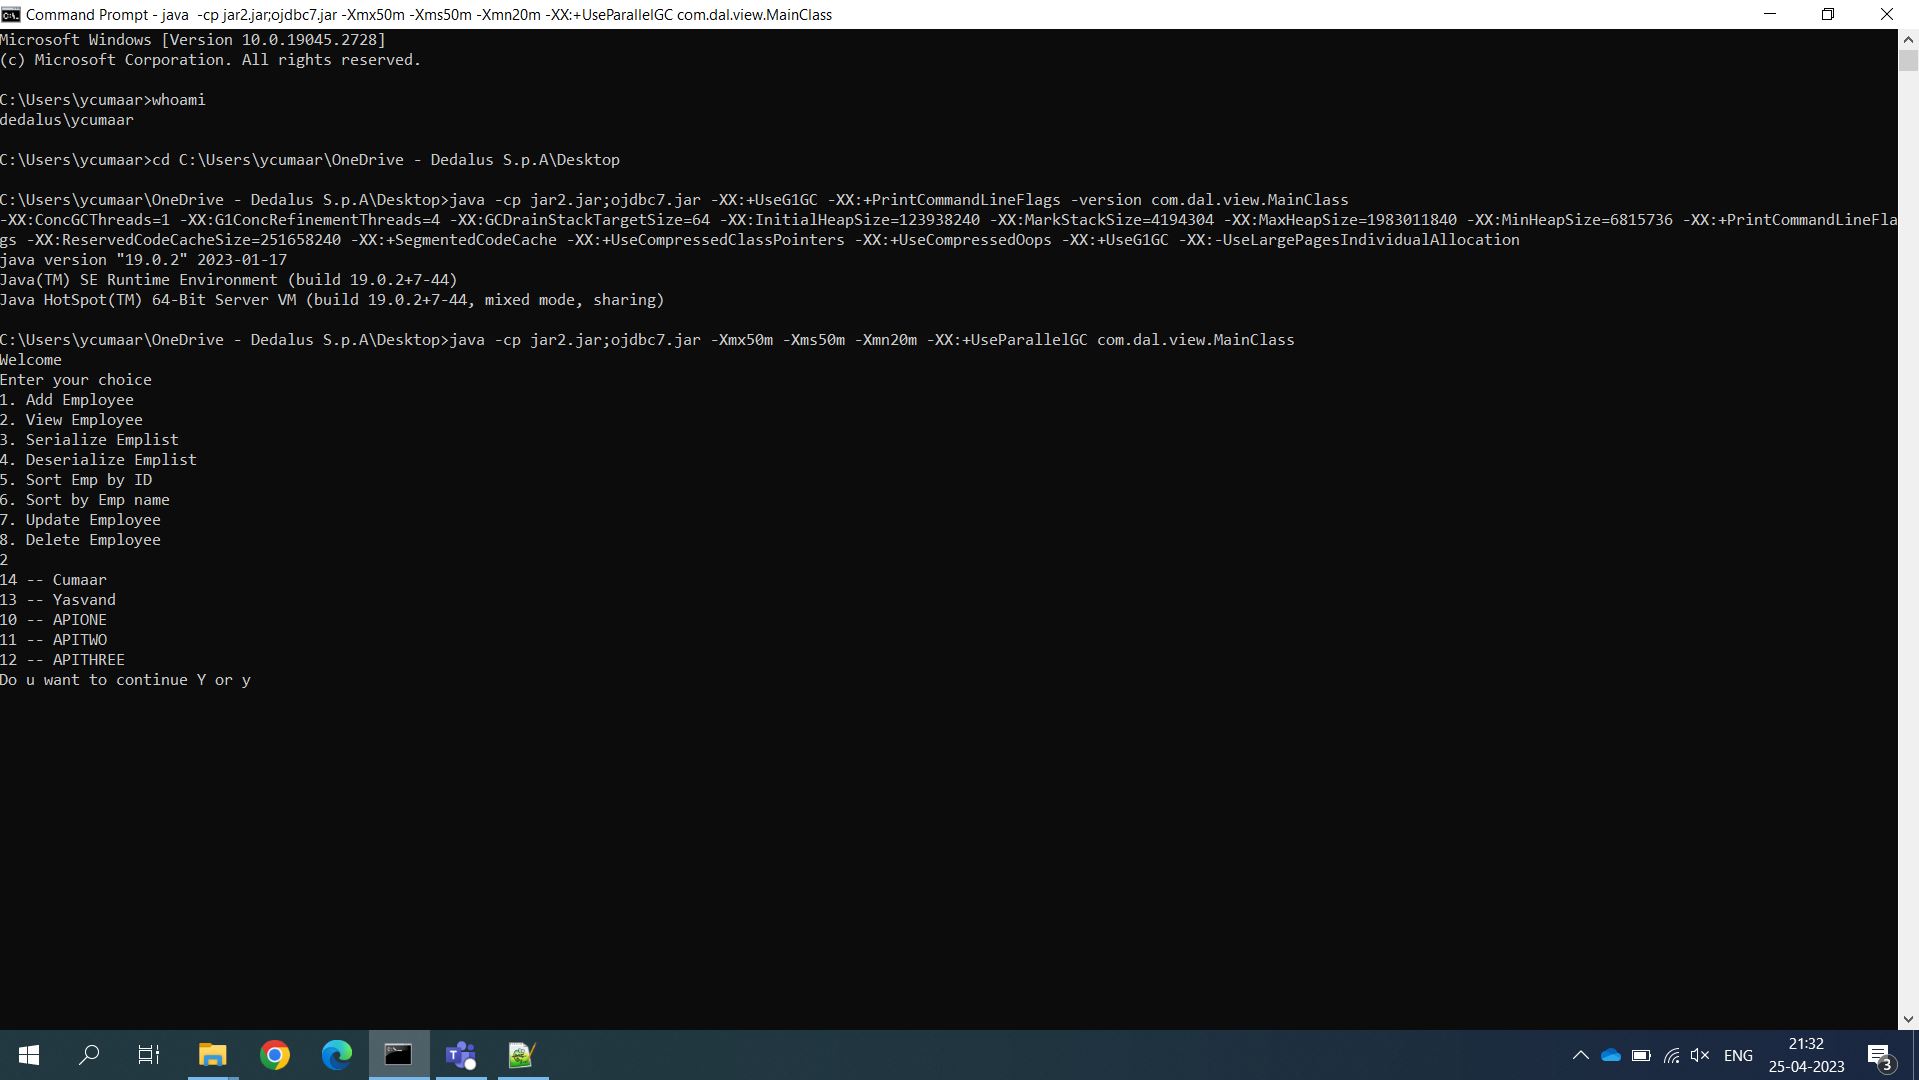 Command Prompt - java  -cp jar2.jar;ojdbc7.jar -Xmx50m -Xms50m -Xmn20m -XX:+UseParallelGC com.dal.view.MainClass
Microsoft Windows [Version 10.0.19045.2728]
(c) Microsoft Corporation. All rights reserved.
C:\Users\ycumaar>whoami
dedalus\ycumaar
C:\Users\ycumaar>cd C:\Users\ycumaar\OneDrive - Dedalus S.p.A\Desktop
C:\Users\ycumaar\OneDrive - Dedalus S.p.A\Desktop>java -cp jar2.jar;ojdbc7.jar -XX:+UseG1GC -XX:+PrintCommandLineFlags -version com.dal.view.MainClass
-XX:ConcGCThreads=1 -XX:G1ConcRefinementThreads=4 -XX:GCDrainStackTargetSize=64 -XX:InitialHeapSize=123938240 -XX:MarkStackSize=4194304 -XX:MaxHeapSize=1983011840 -XX:MinHeapSize=6815736 -XX:+PrintCommandLineFla
gs -XX:ReservedCodeCacheSize=251658240 -XX:+SegmentedCodeCache -XX:+UseCompressedClassPointers -XX:+UseCompressedOops -XX:+UseG1GC -XX:-UseLargePagesIndividualAllocation
java version "19.0.2" 2023-01-17
Java(TM) SE Runtime Environment (build 19.0.2+7-44)
Java HotSpot(TM) 64-Bit Server VM (build 19.0.2+7-44, mixed mode, sharing)
C:\Users\ycumaar\OneDrive - Dedalus S.p.A\Desktop>java -cp jar2.jar;ojdbc7.jar -Xmx50m -Xms50m -Xmn20m -XX:+UseParallelGC com.dal.view.MainClass
Welcome
Enter your choice
1. Add Employee
2. View Employee
3. Serialize Emplist
4. Deserialize Emplist
5. Sort Emp by ID
6. Sort by Emp name
7. Update Employee
8. Delete Employee
2
14 -- Cumaar
13 -- Yasvand
10 -- APIONE
11 -- APITWO
12 -- APITHREE
Do u want to continue Y or y
ENG
21:32
25-04-2023
3